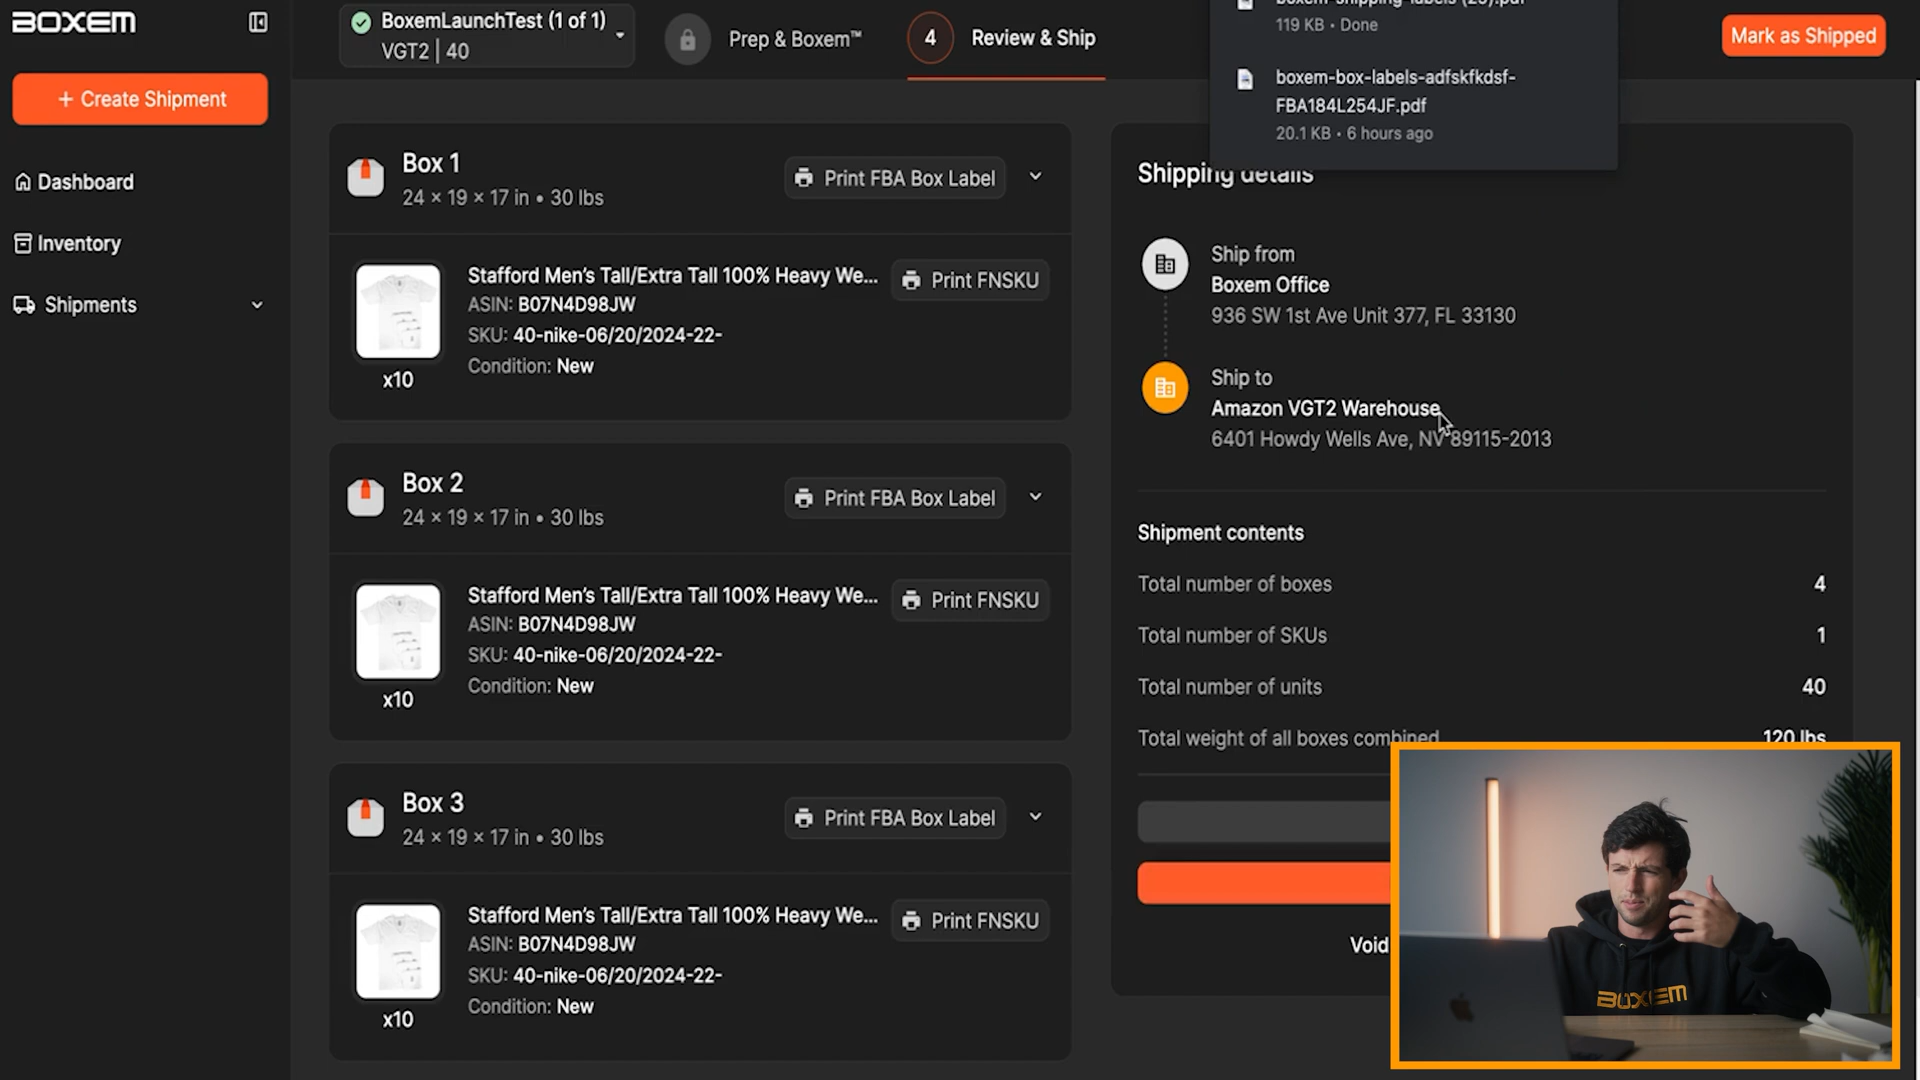 BOXEM
+ Create Shipment
Dashboard
Inventory
Shipments
BoxemLaunchTest (1 of 1)
VGT2 | 40
Prep & Boxem™
4
Review & Ship
Mark as Shipped
119 KB • Done
boxem-box-labels-adfskfkdsf-
FBA184L254JF.pdf
20.1 KB • 6 hours ago
Box 1
24 × 19 × 17 in • 30 lbs
Print FBA Box Label
Stafford Men's Tall/Extra Tall 100% Heavy We...
ASIN: B07N4D98JW
SKU: 40-nike-06/20/2024-22-
Condition: New
x10
Print FNSKU
Box 2
24 × 19 × 17 in • 30 lbs
Print FBA Box Label
Stafford Men's Tall/Extra Tall 100% Heavy We...
ASIN: B07N4D98JW
SKU: 40-nike-06/20/2024-22-
Condition: New
x10
Print FNSKU
Box 3
24 × 19 × 17 in • 30 lbs
Print FBA Box Label
Stafford Men's Tall/Extra Tall 100% Heavy We...
ASIN: B07N4D98JW
SKU: 40-nike-06/20/2024-22-
Condition: New
x10
Print FNSKU
Shipping details
Ship from
Boxem Office
936 SW 1st Ave Unit 377, FL 33130
Ship to
Amazon VGT2 Warehouse
6401 Howdy Wells Ave, NV 89115-2013
Shipment contents
Total number of boxes 4
Total number of SKUs 1
Total number of units 40
Total weight of all boxes combined 120 lbs
Void
BOXEM